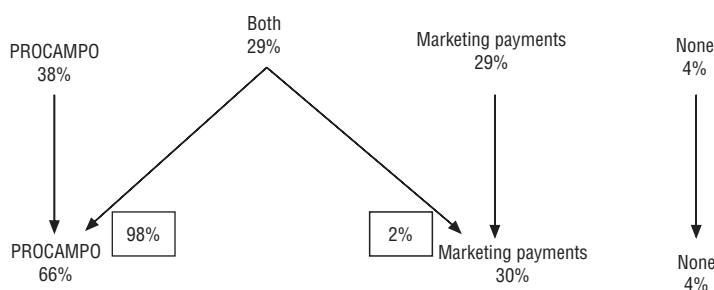 PROCAMPO
38%
Both
29%
Marketing payments
29%
None
4%
98%
2%
PROCAMPO
66%
Marketing payments
30%
None
4%